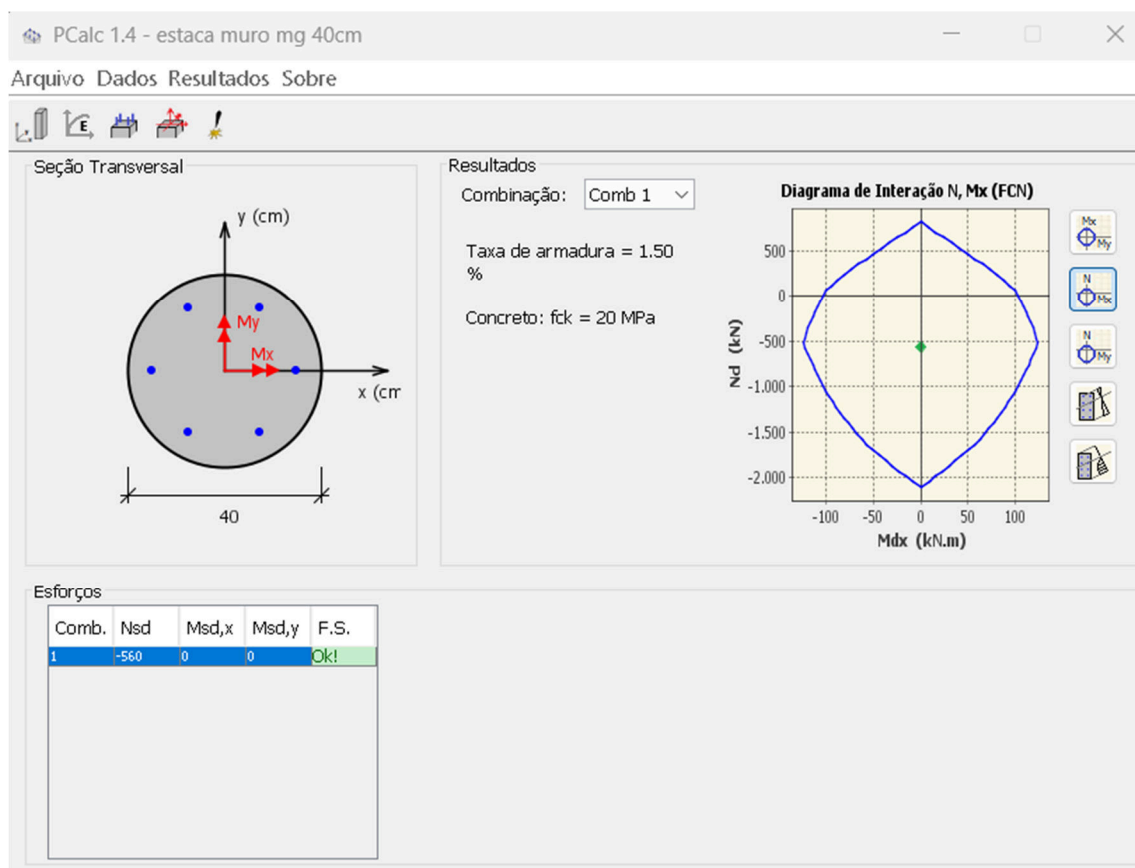 PCalc 1.4 - estaca muro mg 40cm
Arquivo Dados Resultados Sobre
E
Seção Transversal
y (cm)
My
Mx
x (cm
40
Resultados
Combinação: Comb 1
Taxa de armadura = 1.50
%
Concreto: fck = 20 MPa
Diagrama de Interação N, Mx (FCN)
Nd (kN)
500
0
-500
-1.000
-1.500
-2.000
-100 -50 0 50 100
Mdx (kN.m)
Mx
My
N
Mx
N
My
Esforços
Comb. Nsd Msd,x Msd,y F.S.
1 -560 0 0 Ok!